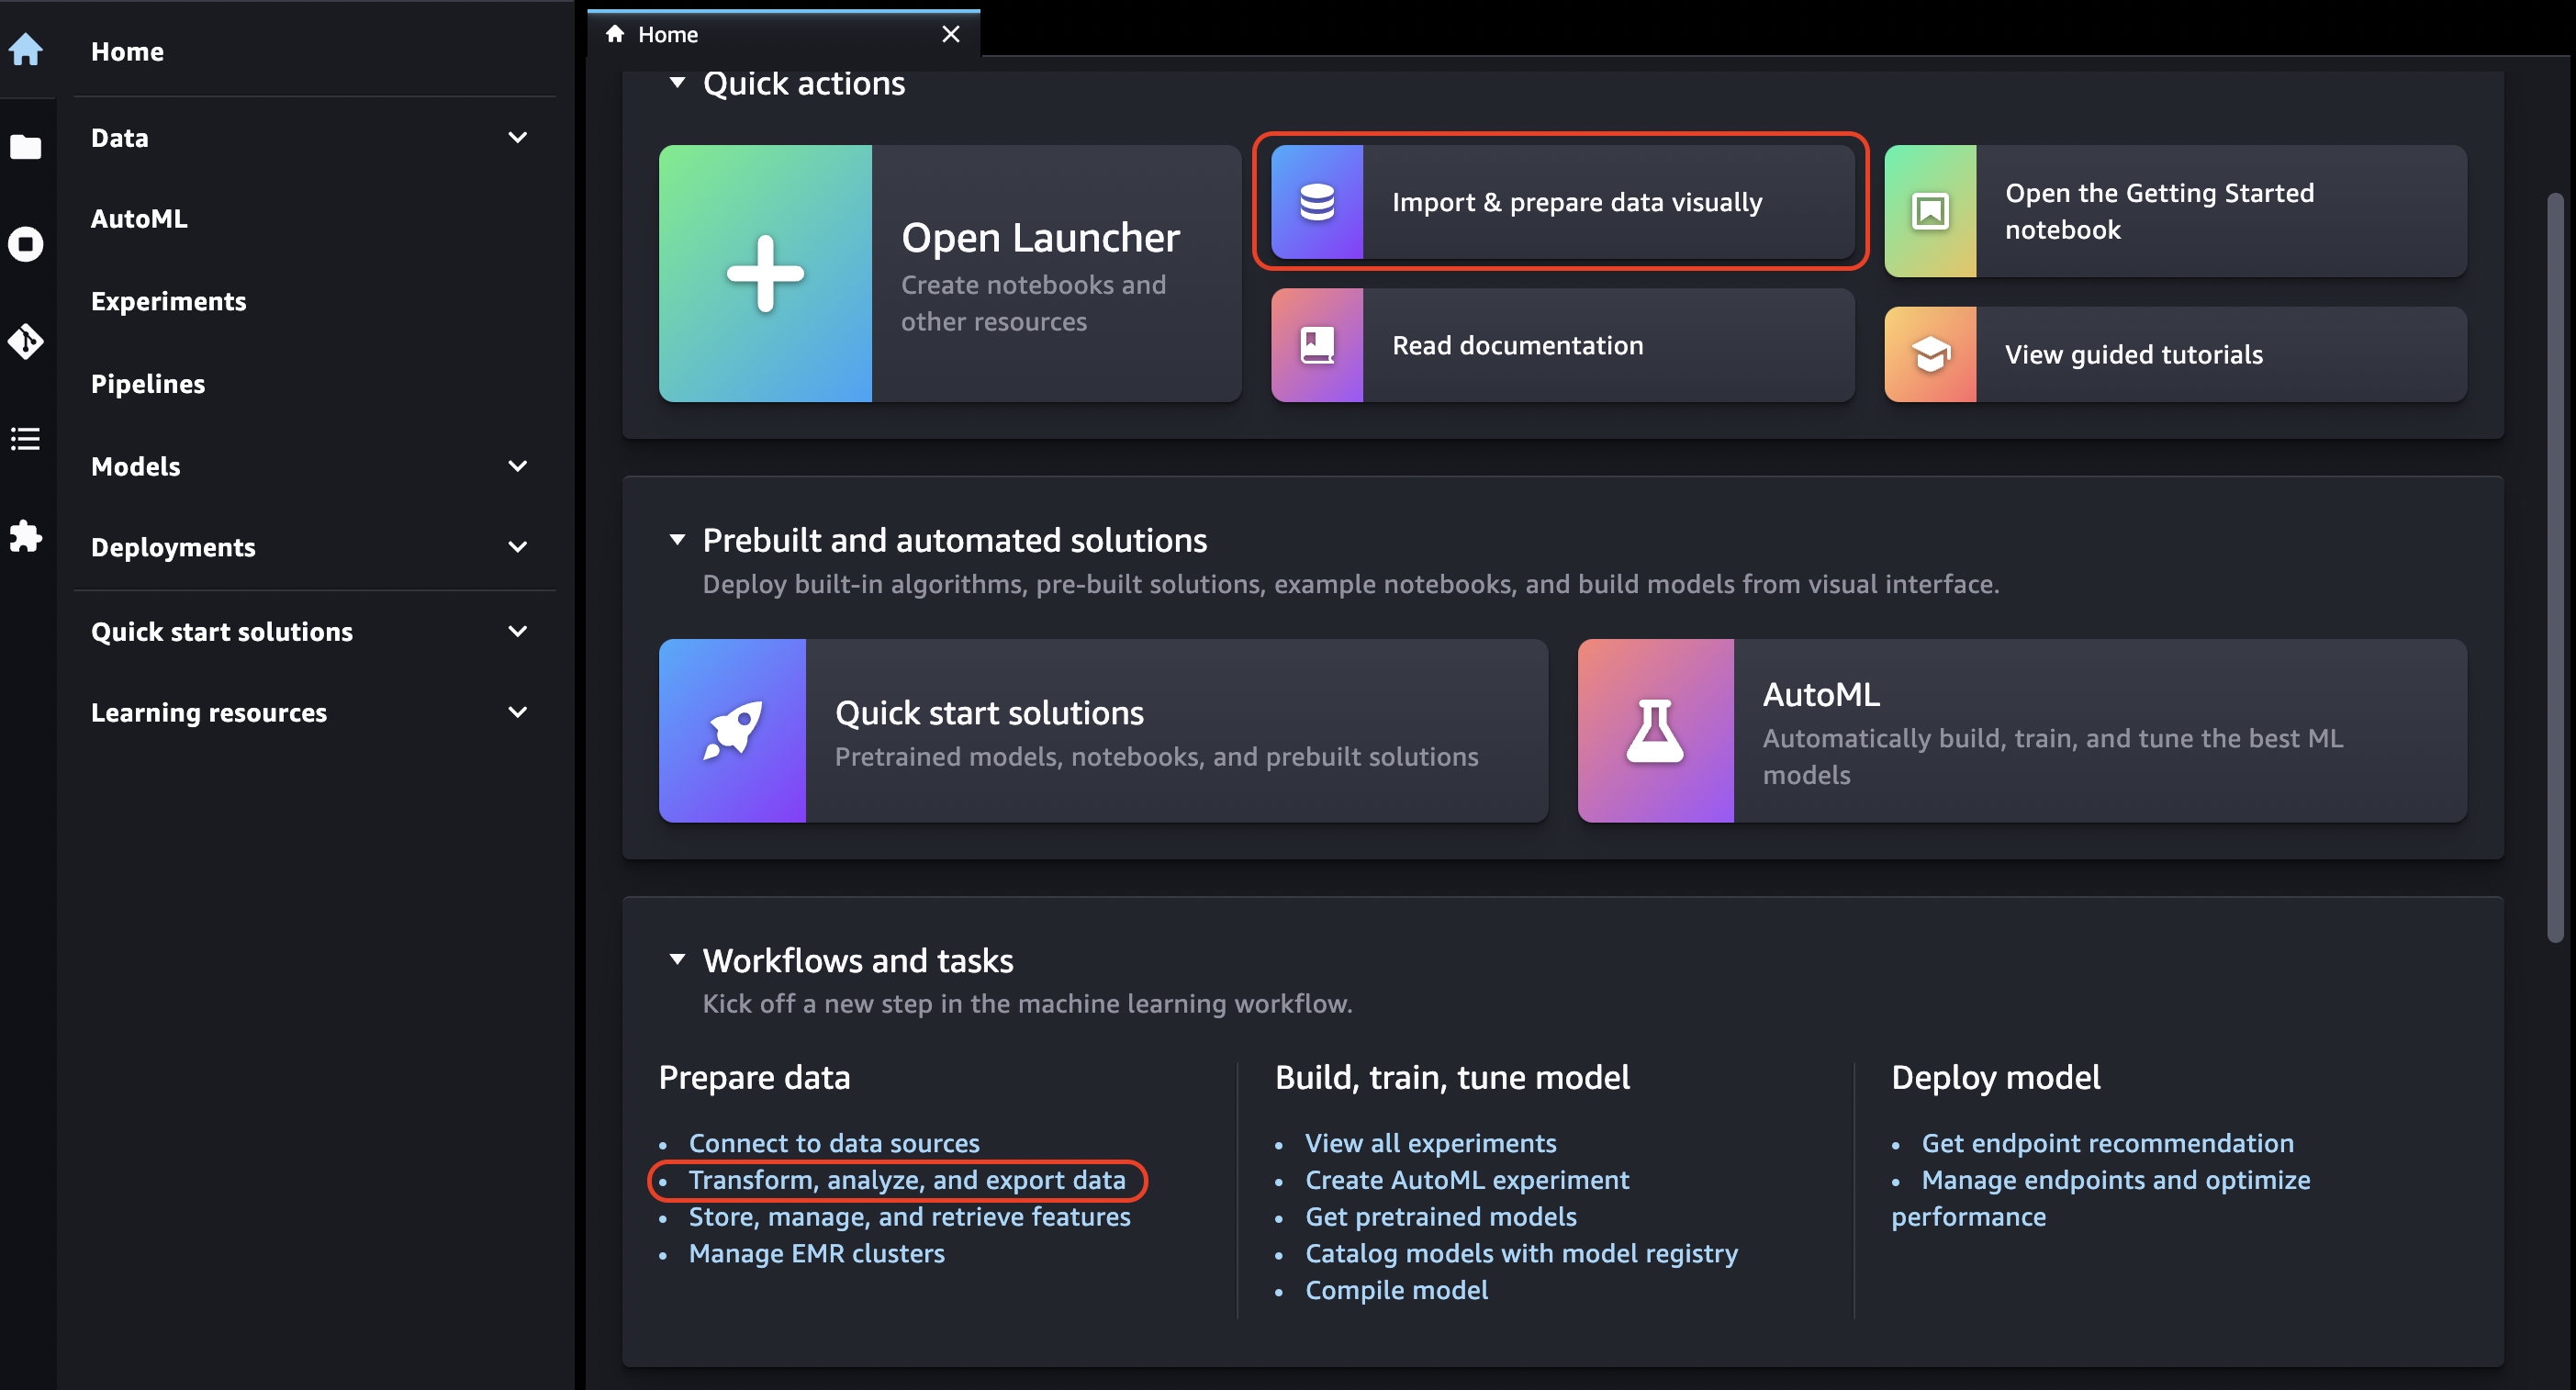 Home
Data
AutoML
Experiments
Pipelines
Models
Deployments
Quick start solutions
Learning resources
Home
Quick actions
Open Launcher
Create notebooks and
other resources
Import & prepare data visually
Read documentation
Open the Getting Started
notebook
View guided tutorials
Prebuilt and automated solutions
Deploy built-in algorithms, pre-built solutions, example notebooks, and build models from visual interface.
Quick start solutions
Pretrained models, notebooks, and prebuilt solutions
AutoML
Automatically build, train, and tune the best ML
models
Workflows and tasks
Kick off a new step in the machine learning workflow.
Prepare data
• Connect to data sources
• Transform, analyze, and export data
• Store, manage, and retrieve features
• Manage EMR clusters
Build, train, tune model
• View all experiments
• Create AutoML experiment
• Get pretrained models
• Catalog models with model registry
• Compile model
Deploy model
• Get endpoint recommendation
• Manage endpoints and optimize
performance